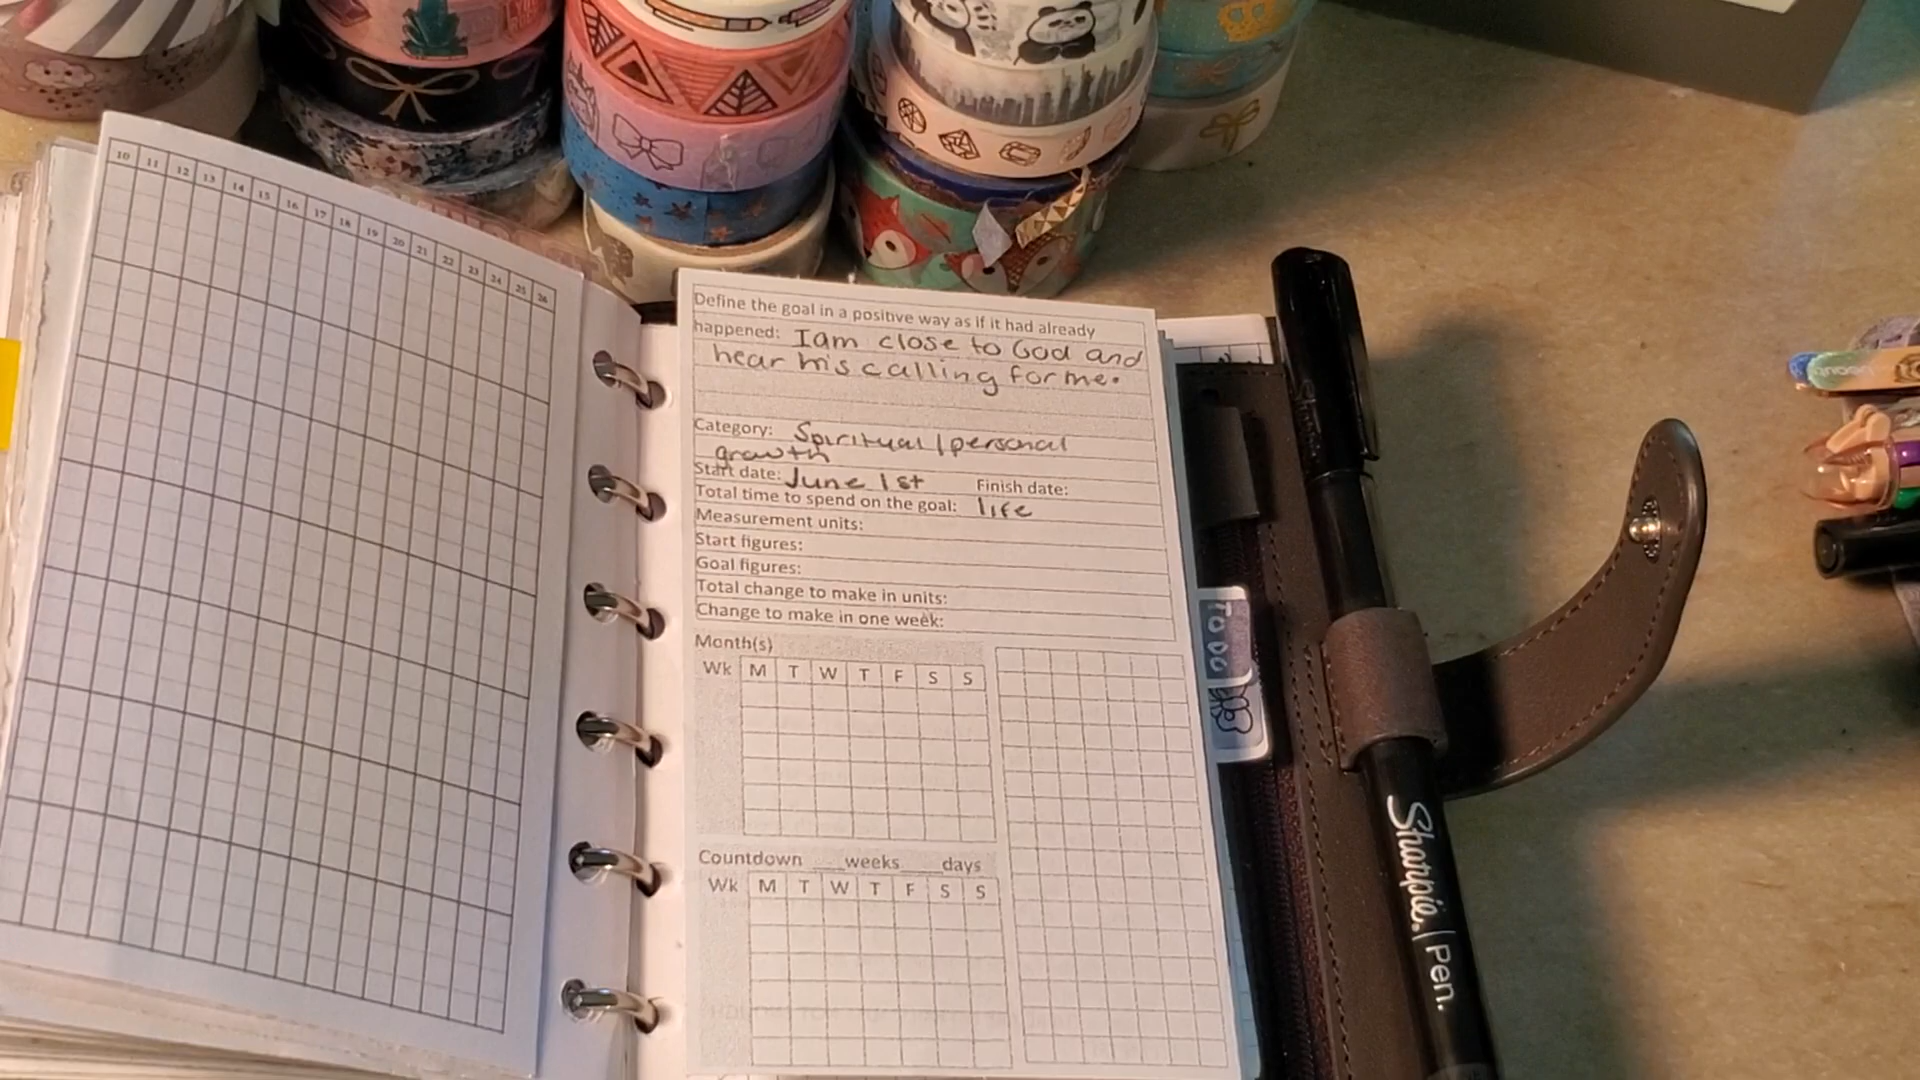 10 11 12 13 14 15 16 17 18 19 20 21 22 23 24 25 26
Define the goal in a positive way as if it had already
happened: I am close to God and
hear his calling for me.
Category: Spiritual/personal
growth
Start date: June 1st Finish date:
Total time to spend on the goal: life
Measurement units:
Start figures:
Goal figures:
Total change to make in units:
Change to make in one week:
Month(s)
Wk M T W T F S S
Countdown ___weeks___days
Wk M T W T F S S
TO DO
Sharpie. | Pen.